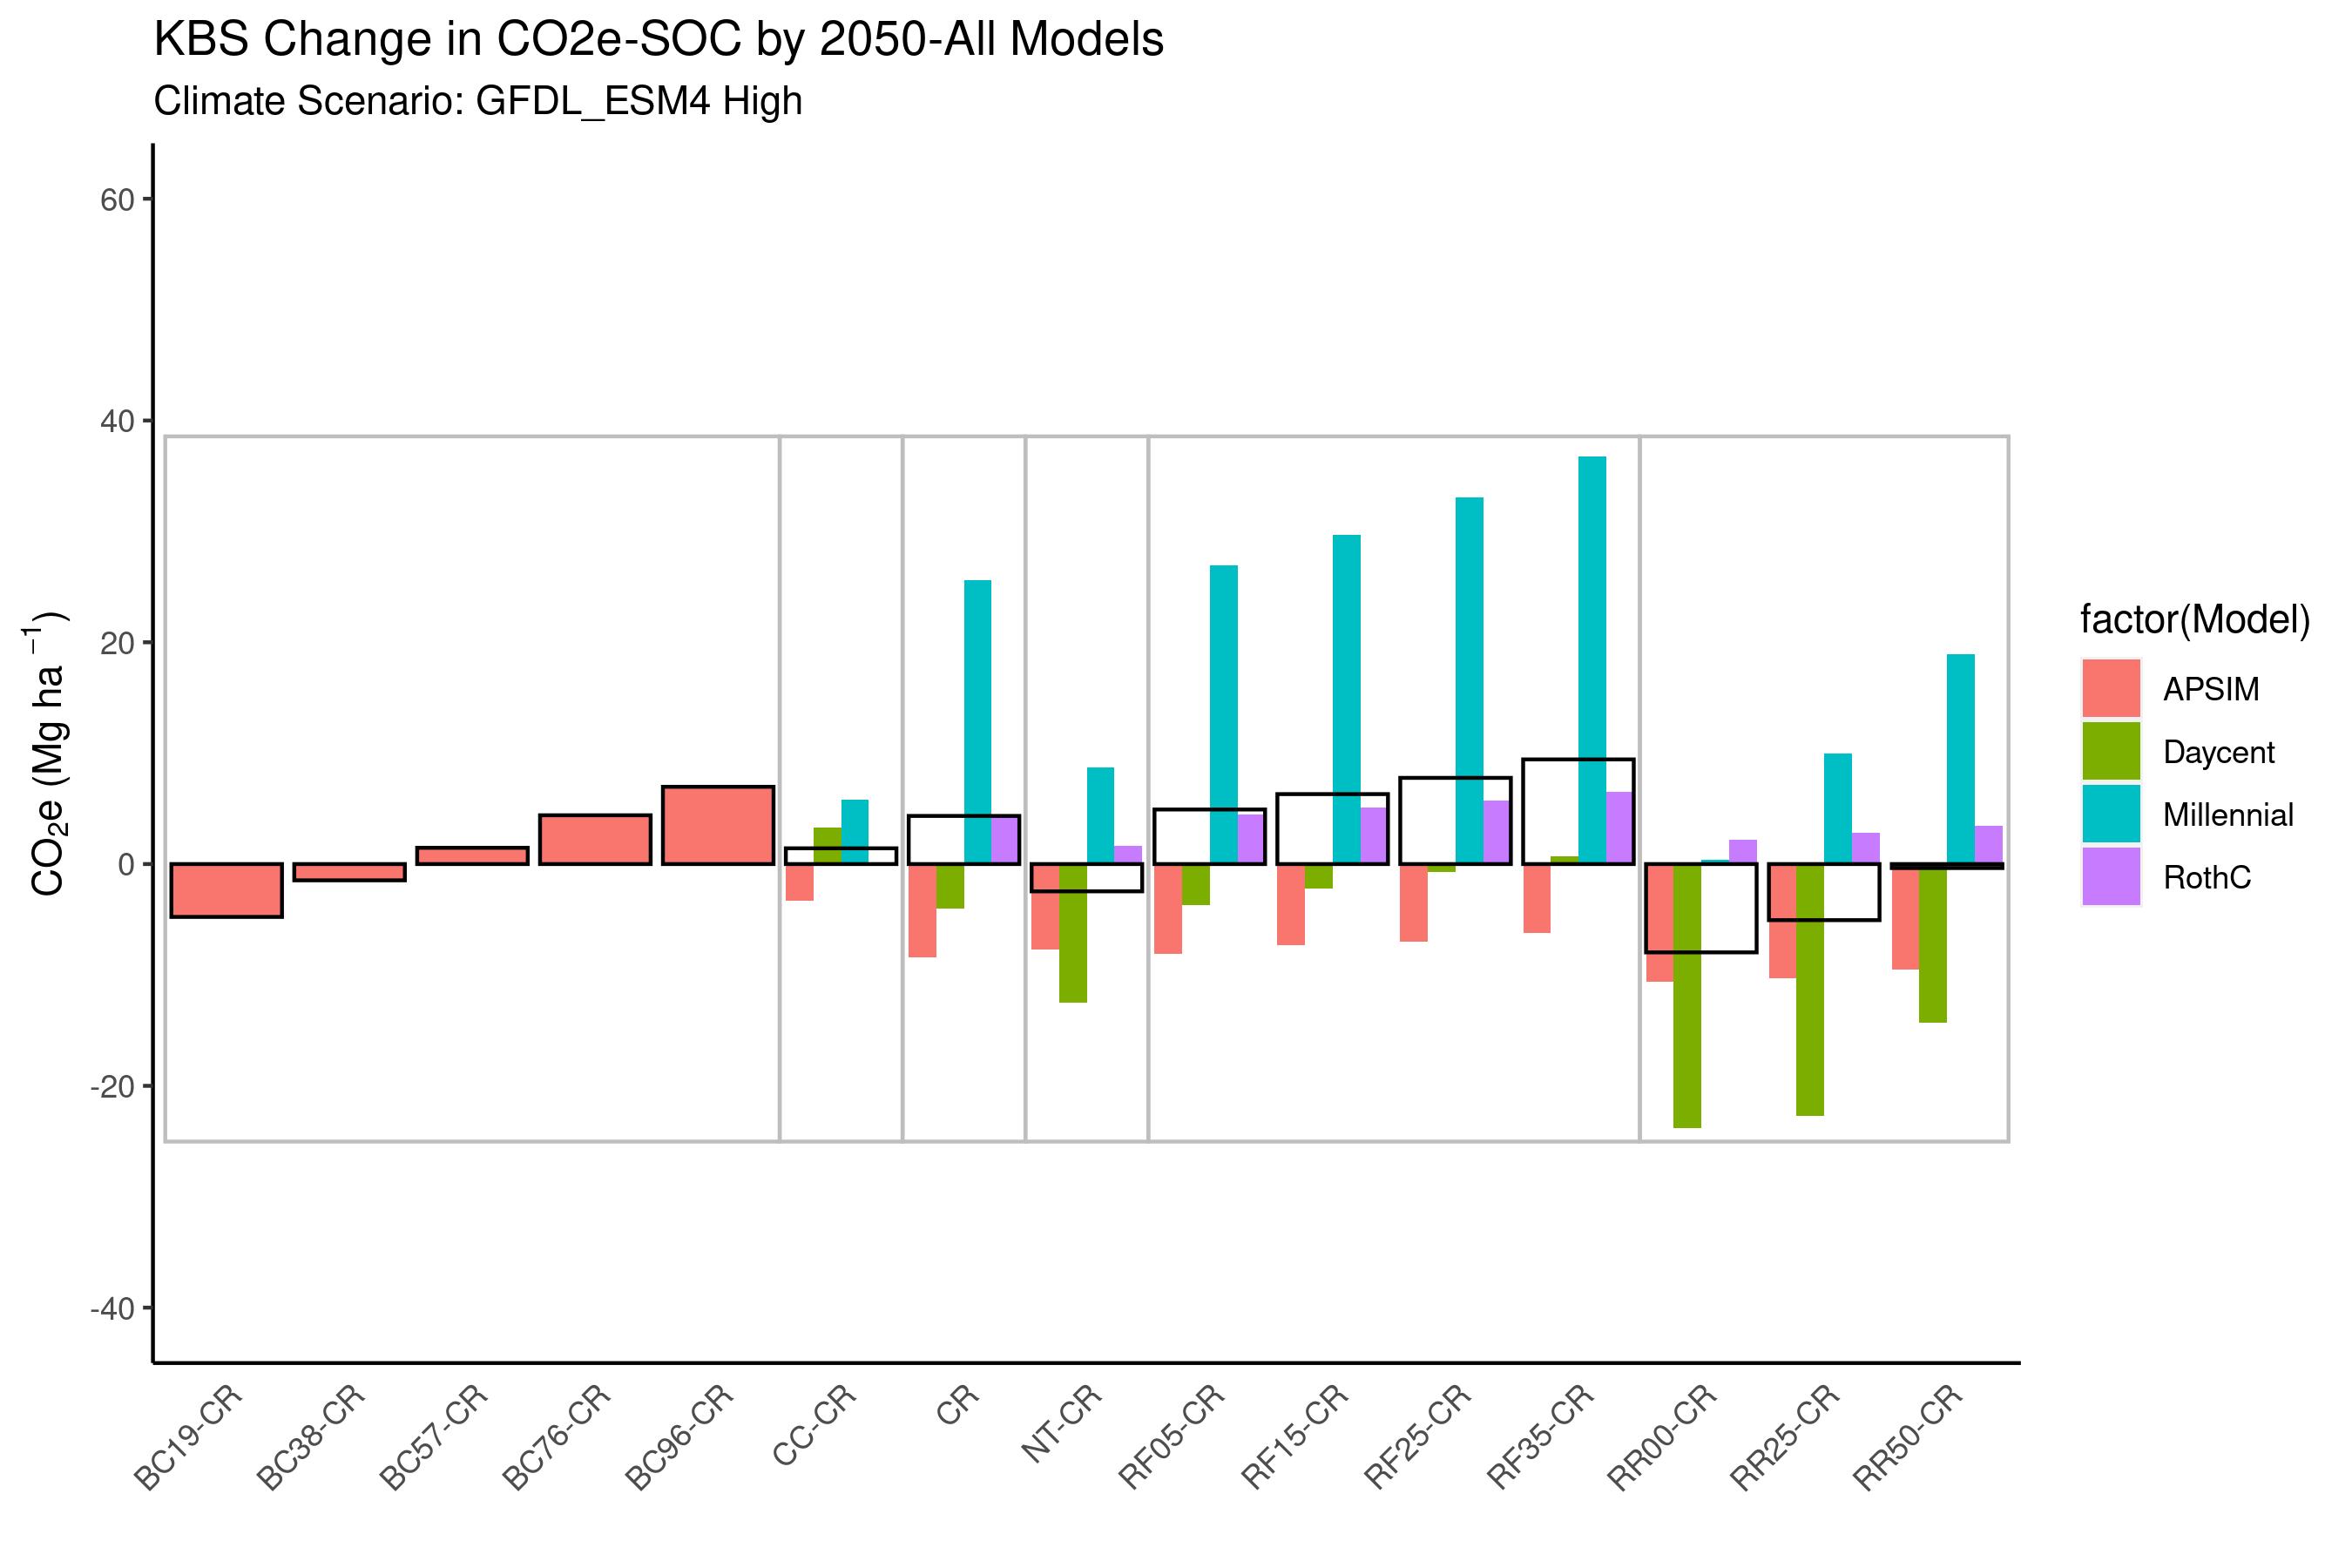 KBS Change in CO2e-SOC by 2050-All Models
Climate Scenario: GFDL_ESM4 High
CO₂e (Mg ha ⁻¹)
60
40
20
0
-20
-40
BC19-CR
BC38-CR
BC57-CR
BC76-CR
BC96-CR
CC-CR
CR
NT-CR
RF05-CR
RF15-CR
RF25-CR
RF35-CR
RR00-CR
RR25-CR
RR50-CR
factor(Model)
APSIM
Daycent
Millennial
RothC